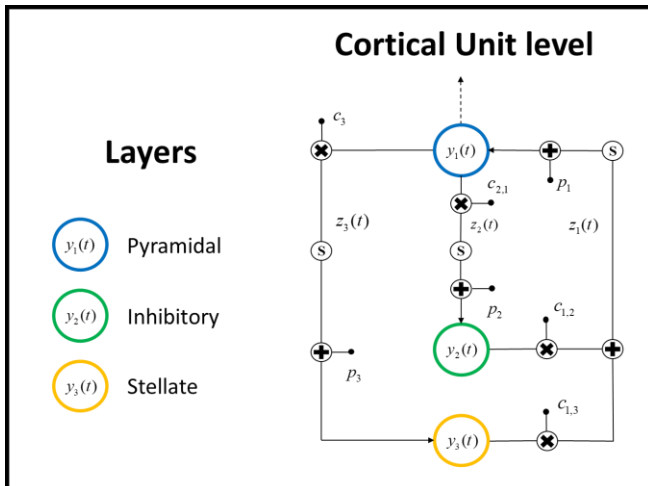 Cortical Unit level
Layers
y₁(t) Pyramidal
y₂(t) Inhibitory
y₃(t) Stellate
c₃
y₁(t)
S
p₁
c₂,₁
z₃(t)
z₂(t)
z₁(t)
S
S
p₂
c₁,₂
p₃
y₂(t)
c₁,₃
y₃(t)